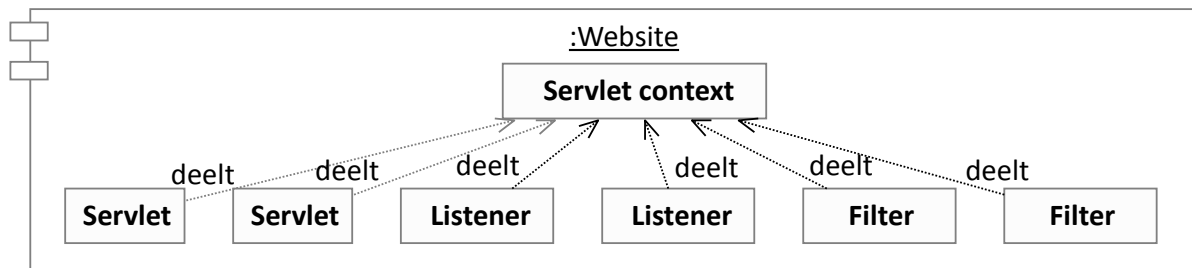 :Website
Servlet context
deelt deelt deelt deelt deelt deelt
Servlet Servlet Listener Listener Filter Filter